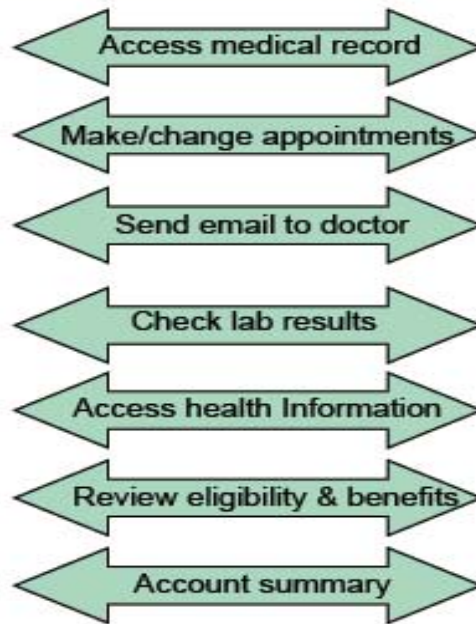 Access medical record
Make/change appointments
Send email to doctor
Check lab results
Access health Information
Review eligibility & benefits
Account summary